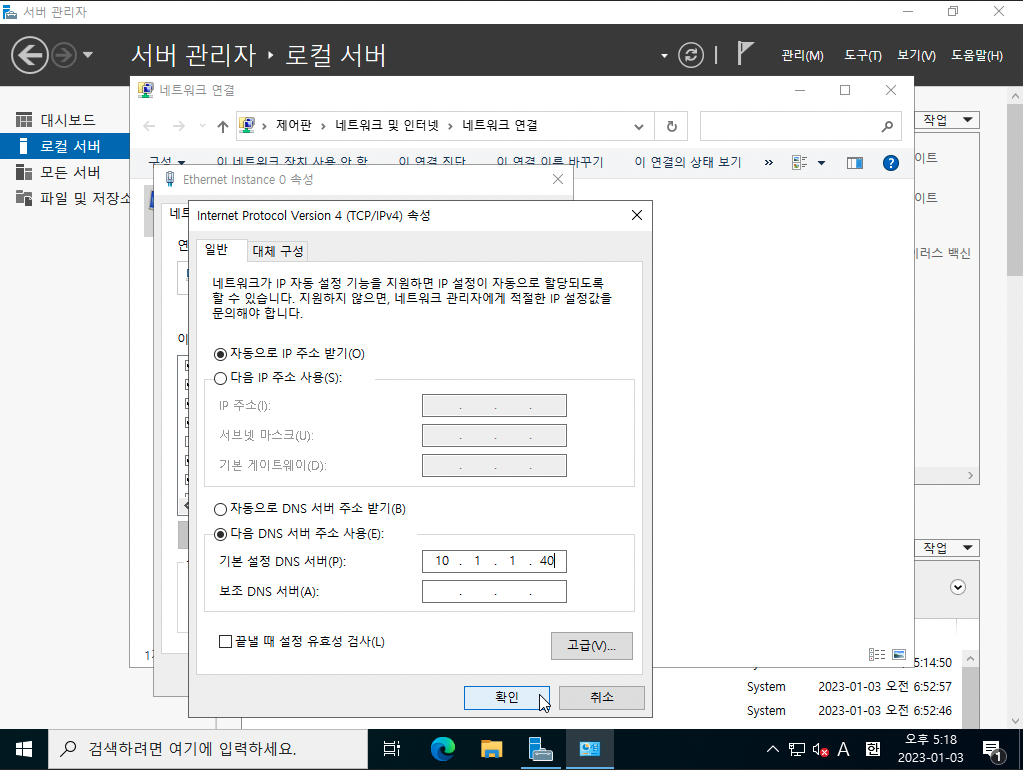 서버 관리자
서버 관리자 · 로컬 서버
관리(M) 도구(T) 보기(V) 도움말(H)
네트워크 연결
제어판 > 네트워크 및 인터넷 > 네트워크 연결
대시보드
로컬 서버
모든 서버
파일 및 저장소
작업
구성 이 네트워크 장치 사용 안 함 이 연결 진단 이 연결 이름 바꾸기 이 연결의 상태 보기 »
이트
이트
이러스 백신
Ethernet Instance 0 속성
네트
연
이
Internet Protocol Version 4 (TCP/IPv4) 속성
일반 대체 구성
네트워크가 IP 자동 설정 기능을 지원하면 IP 설정이 자동으로 할당되도록
할 수 있습니다. 지원하지 않으면, 네트워크 관리자에게 적절한 IP 설정값을
문의해야 합니다.
자동으로 IP 주소 받기(O)
다음 IP 주소 사용(S):
IP 주소(I): . . .
서브넷 마스크(U): . . .
기본 게이트웨이(D): . . .
자동으로 DNS 서버 주소 받기(B)
다음 DNS 서버 주소 사용(E):
기본 설정 DNS 서버(P): 10 . 1 . 1 . 40
보조 DNS 서버(A): . . .
끝낼 때 설정 유효성 검사(L)
고급(V)...
확인 취소
작업
5:14:50
System 2023-01-03 오전 6:52:57
System 2023-01-03 오전 6:52:46
검색하려면 여기에 입력하세요.
A 한
오후 5:18
2023-01-03
1